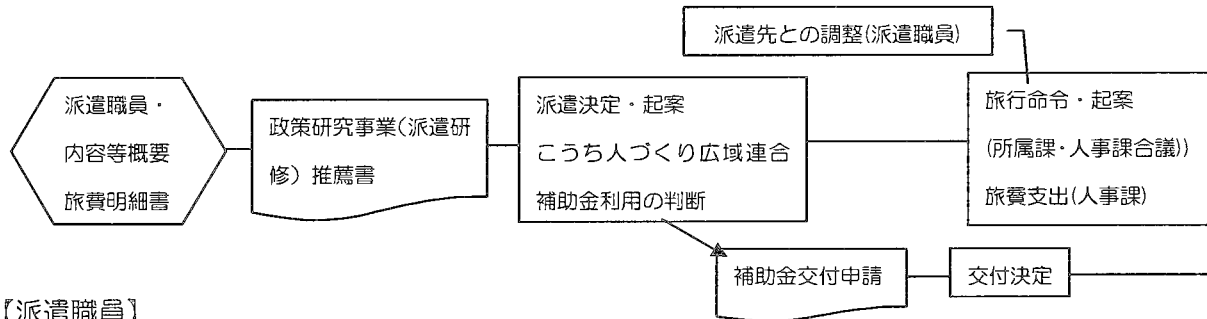 派遣先との調整(派遣職員)
派遣職員・
内容等概要
旅費明細書
政策研究事業(派遣研
修)推薦書
派遣決定・起案
こうち人づくり広域連合
補助金利用の判断
旅行命令・起案
(所属課・人事課合議))
旅費支出(人事課)
補助金交付申請
交付決定
【派遣職員】